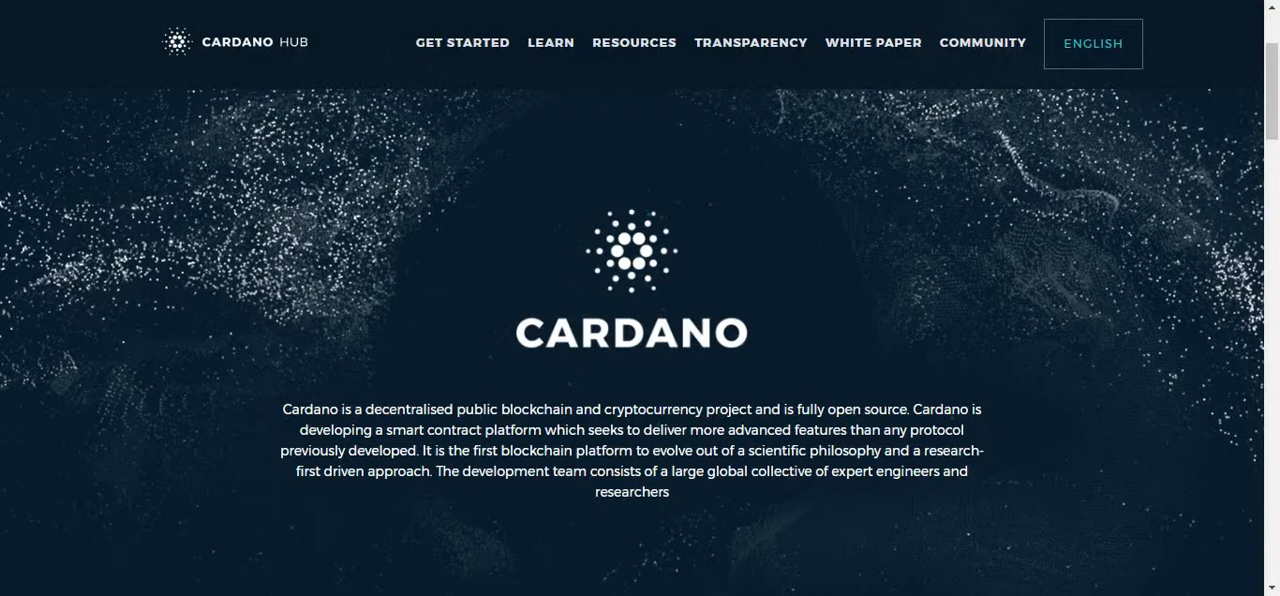 CARDANO HUB
GET STARTED
LEARN
RESOURCES
TRANSPARENCY
WHITE PAPER
COMMUNITY
ENGLISH
CARDANO
Cardano is a decentralised public blockchain and cryptocurrency project and is fully open source. Cardano is
developing a smart contract platform which seeks to deliver more advanced features than any protocol
previously developed. It is the first blockchain platform to evolve out of a scientific philosophy and a research-
first driven approach. The development team consists of a large global collective of expert engineers and
researchers